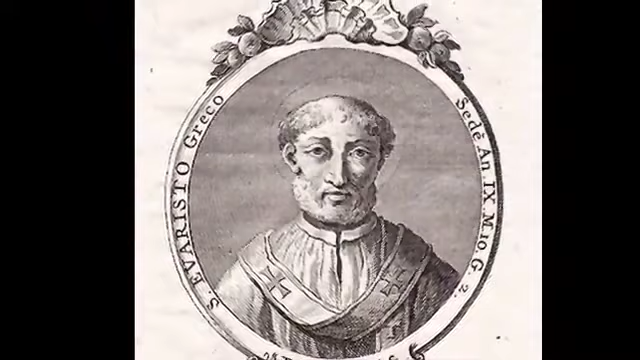 S. EVARISTO Greco
Sedè An IX. M.10. G. 2.